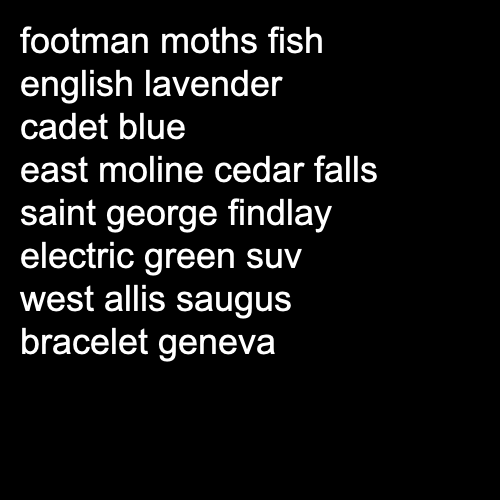 footman moths fish
english lavender
cadet blue
east moline cedar falls
saint george findlay
electric green suv
west allis saugus
bracelet geneva